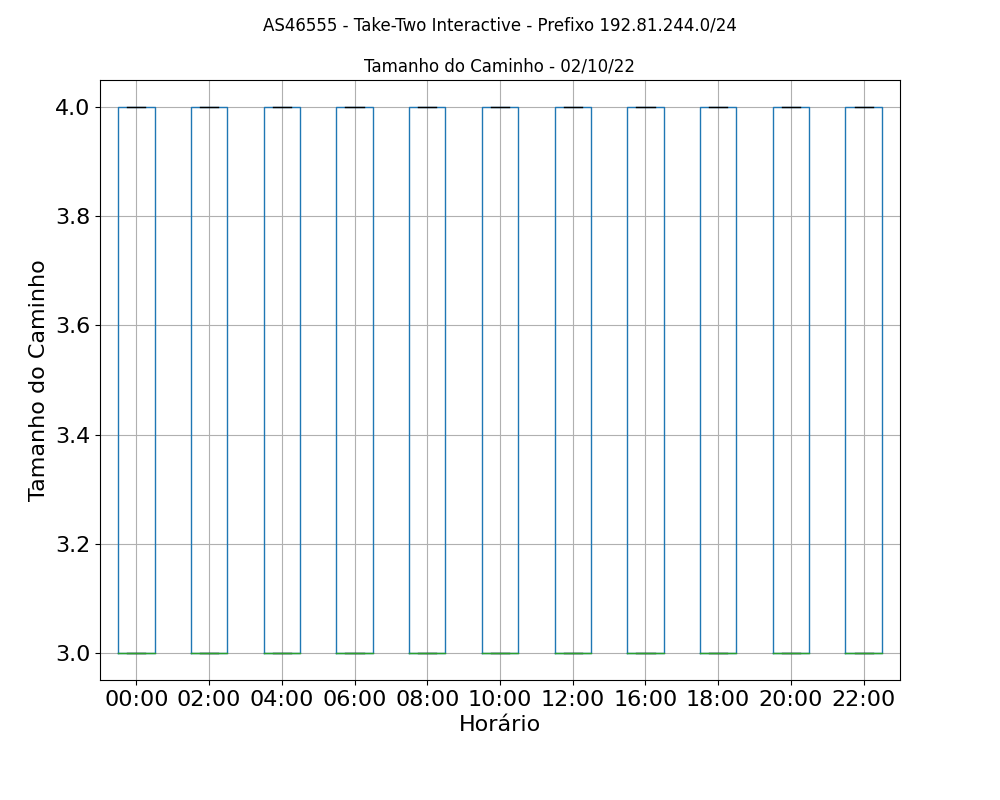 AS46555 - Take-Two Interactive - Prefixo 192.81.244.0/24
Tamanho do Caminho - 02/10/22
4.0
3.8
3.6
3.4
3.2
3.0
Tamanho do Caminho
00:00 02:00 04:00 06:00 08:00 10:00 12:00 16:00 18:00 20:00 22:00
Horário